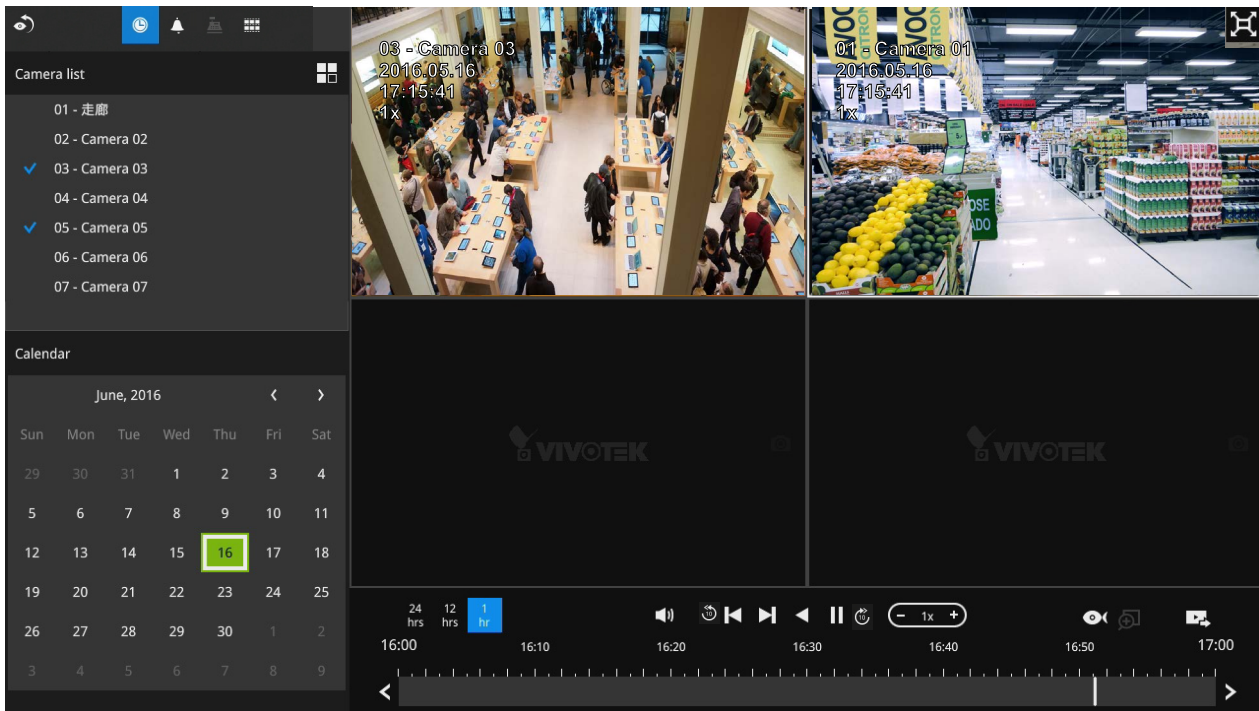 Camera list
01 - 走廊
02 - Camera 02
03 - Camera 03
04 - Camera 04
05 - Camera 05
06 - Camera 06
07 - Camera 07
Calendar
June, 2016
Sun Mon Tue Wed Thu Fri Sat
29 30 31 1 2 3 4
5 6 7 8 9 10 11
12 13 14 15 16 17 18
19 20 21 22 23 24 25
26 27 28 29 30 1 2
3 4 5 6 7 8 9
03 - Camera 03
2016.05.16
17:15:41
1x
01 - Camera 01
2016.05.16
17:15:41
1x
VIVOTEK
VIVOTEK
24 hrs
12 hrs
1 hr
10
10
1x
16:00 16:10 16:20 16:30 16:40 16:50 17:00